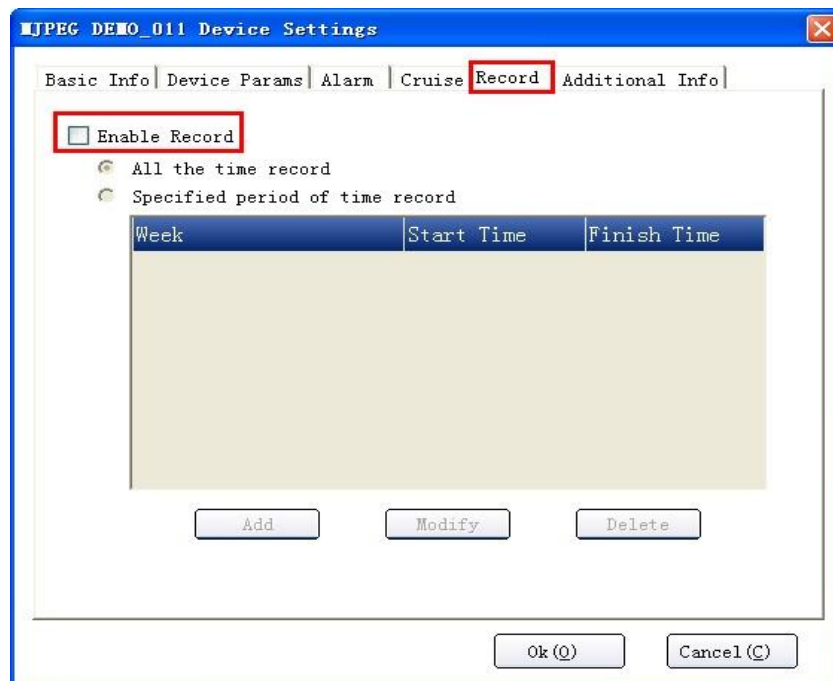 MJPEG DEMO_011 Device Settings
Basic Info Device Params Alarm Cruise Record Additional Info
Enable Record
All the time record
Specified period of time record
Week Start Time Finish Time
Add Modify Delete
Ok(O) Cancel(C)